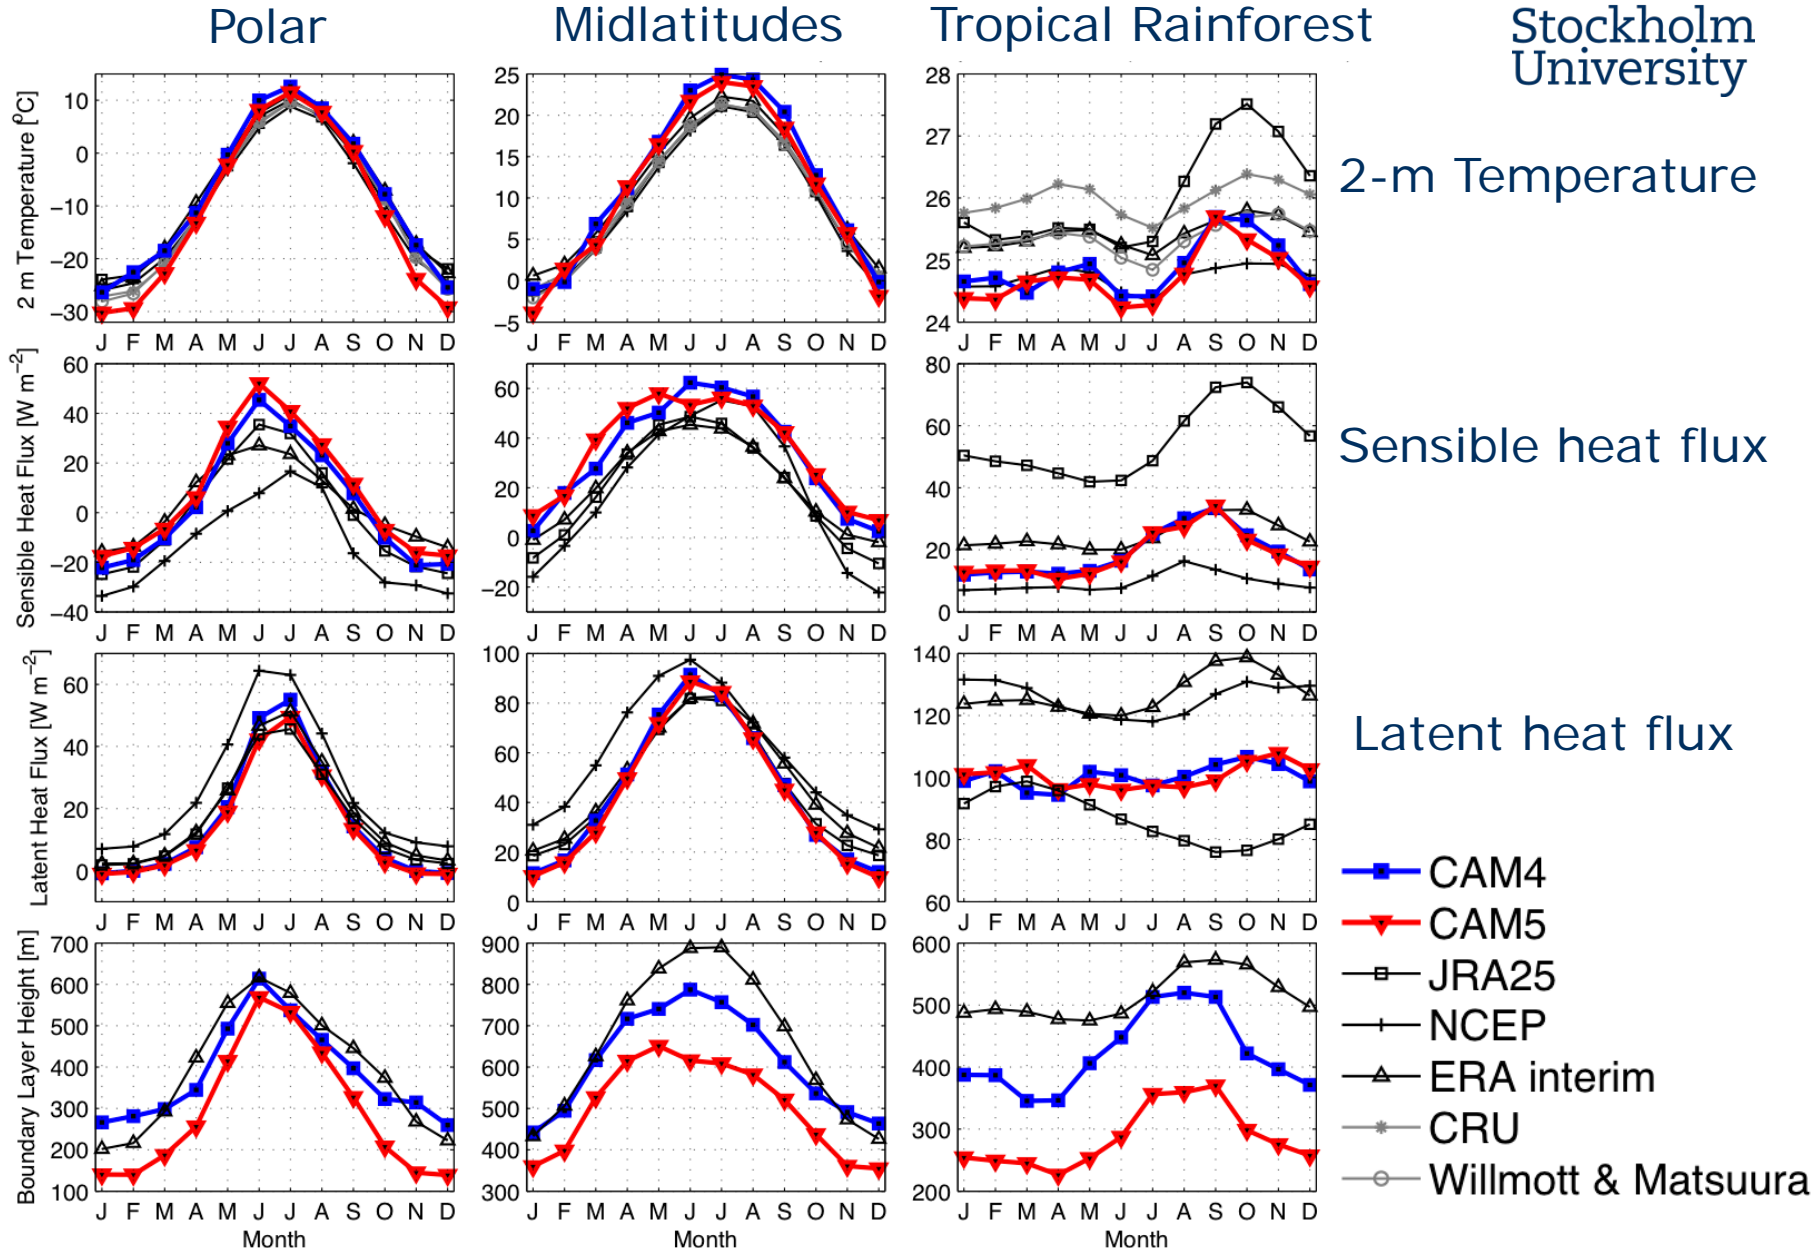 Polar
Midlatitudes
Tropical Rainforest
Stockholm
University
2 m Temperature [ºC]
10
0
−10
−20
−30
J F M A M J J A S O N D
25
20
15
10
5
0
−5
J F M A M J J A S O N D
28
27
26
25
24
J F M A M J J A S O N D
2-m Temperature
Sensible Heat Flux [W m−2]
60
40
20
0
−20
−40
J F M A M J J A S O N D
60
40
20
0
−20
J F M A M J J A S O N D
80
60
40
20
0
J F M A M J J A S O N D
Sensible heat flux
Latent Heat Flux [W m−2]
60
40
20
0
J F M A M J J A S O N D
100
80
60
40
20
0
J F M A M J J A S O N D
140
120
100
80
60
J F M A M J J A S O N D
Latent heat flux
Boundary Layer Height [m]
700
600
500
400
300
200
100
J F M A M J J A S O N D
Month
900
800
700
600
500
400
300
J F M A M J J A S O N D
Month
600
500
400
300
200
J F M A M J J A S O N D
Month
CAM4
CAM5
JRA25
NCEP
ERA interim
CRU
Willmott & Matsuura